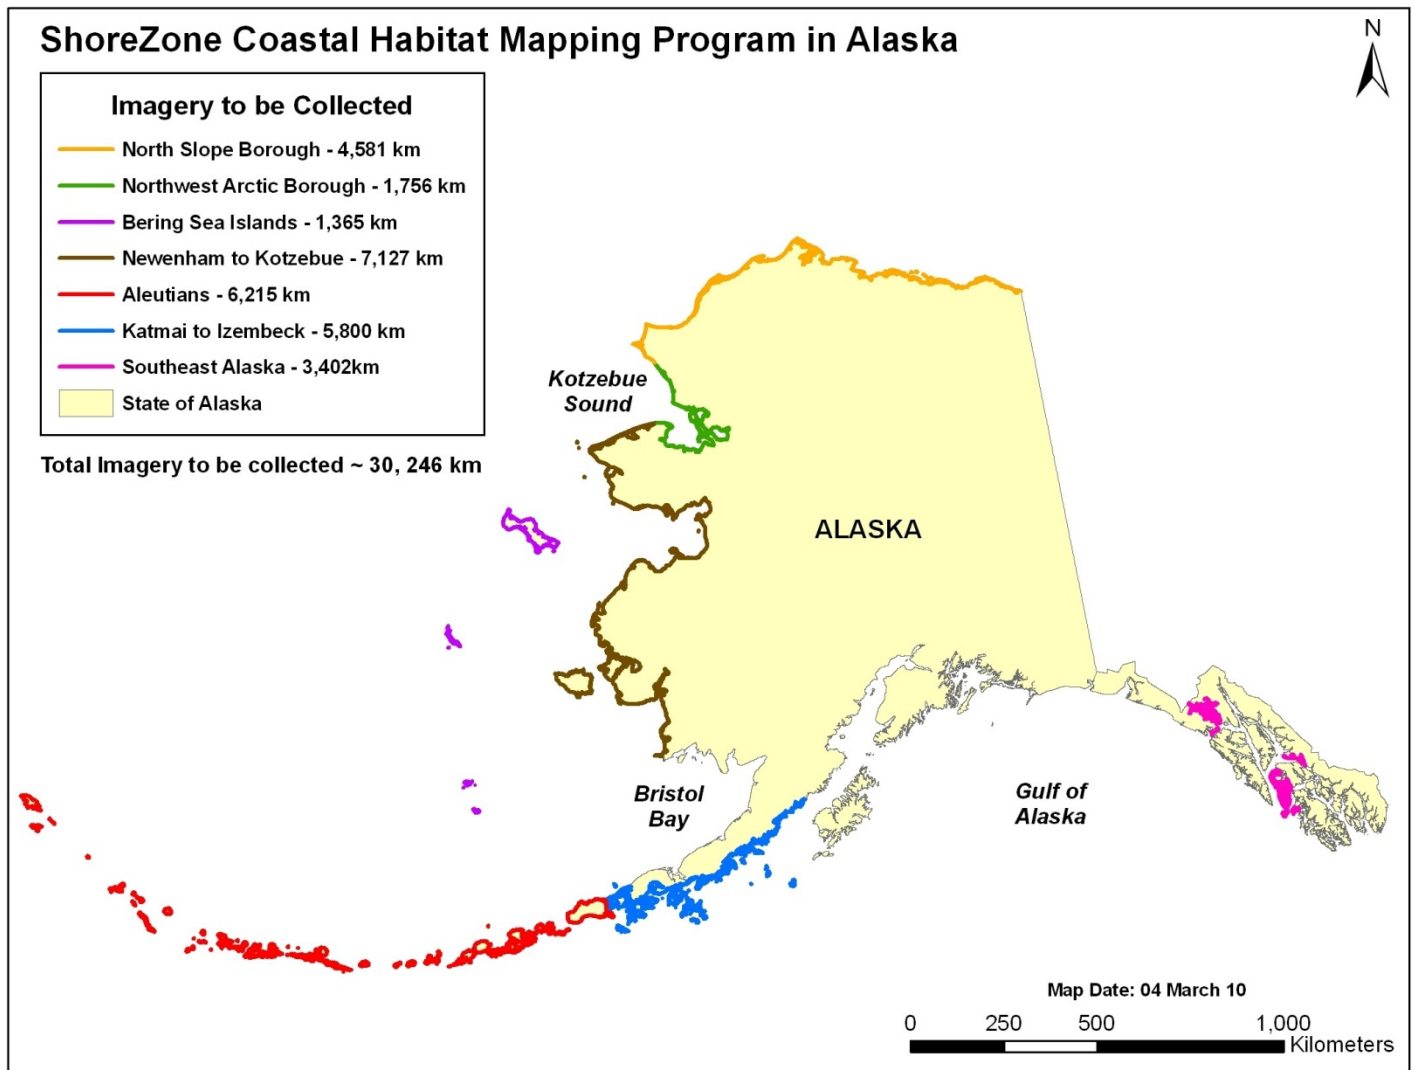 ShoreZone Coastal Habitat Mapping Program in Alaska
N
Imagery to be Collected
North Slope Borough - 4,581 km
Northwest Arctic Borough - 1,756 km
Bering Sea Islands - 1,365 km
Newenham to Kotzebue - 7,127 km
Aleutians - 6,215 km
Katmai to Izembeck - 5,800 km
Southeast Alaska - 3,402km
State of Alaska
Total Imagery to be collected ~ 30, 246 km
Kotzebue
Sound
ALASKA
Bristol
Bay
Gulf of
Alaska
Map Date: 04 March 10
0 250 500 1,000
Kilometers